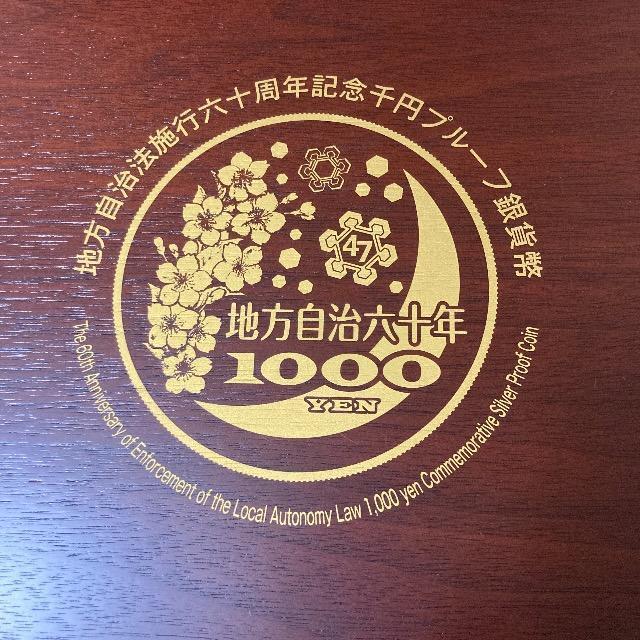 地方自治法施行六十周年記念千円プルーフ銀貨幣
47
地方自治六十年
1000
YEN
The 60th Anniversary of Enforcement of the Local Autonomy Law 1,000 yen Commemorative Silver Proof Coin